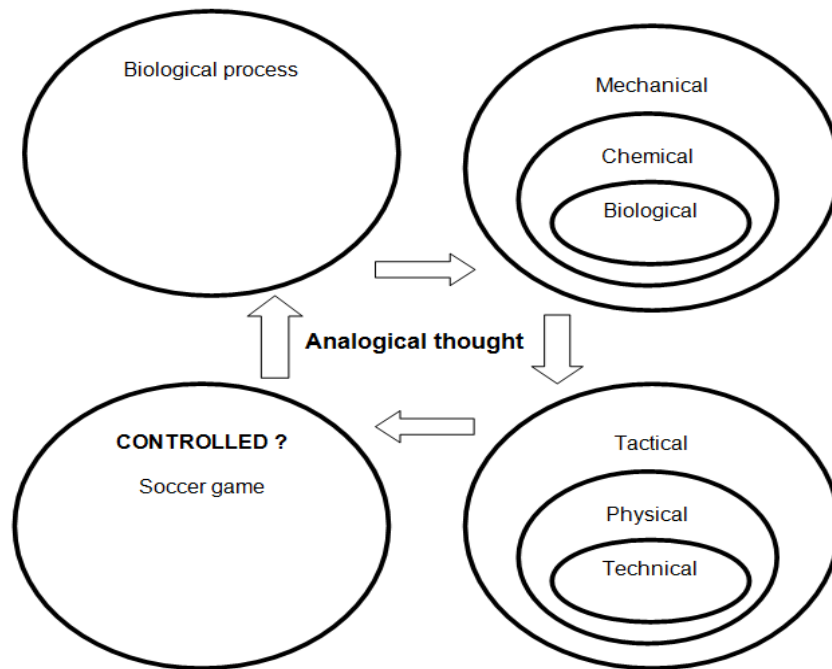 Biological process
Mechanical
Chemical
Biological
Analogical thought
CONTROLLED ?
Soccer game
Tactical
Physical
Technical